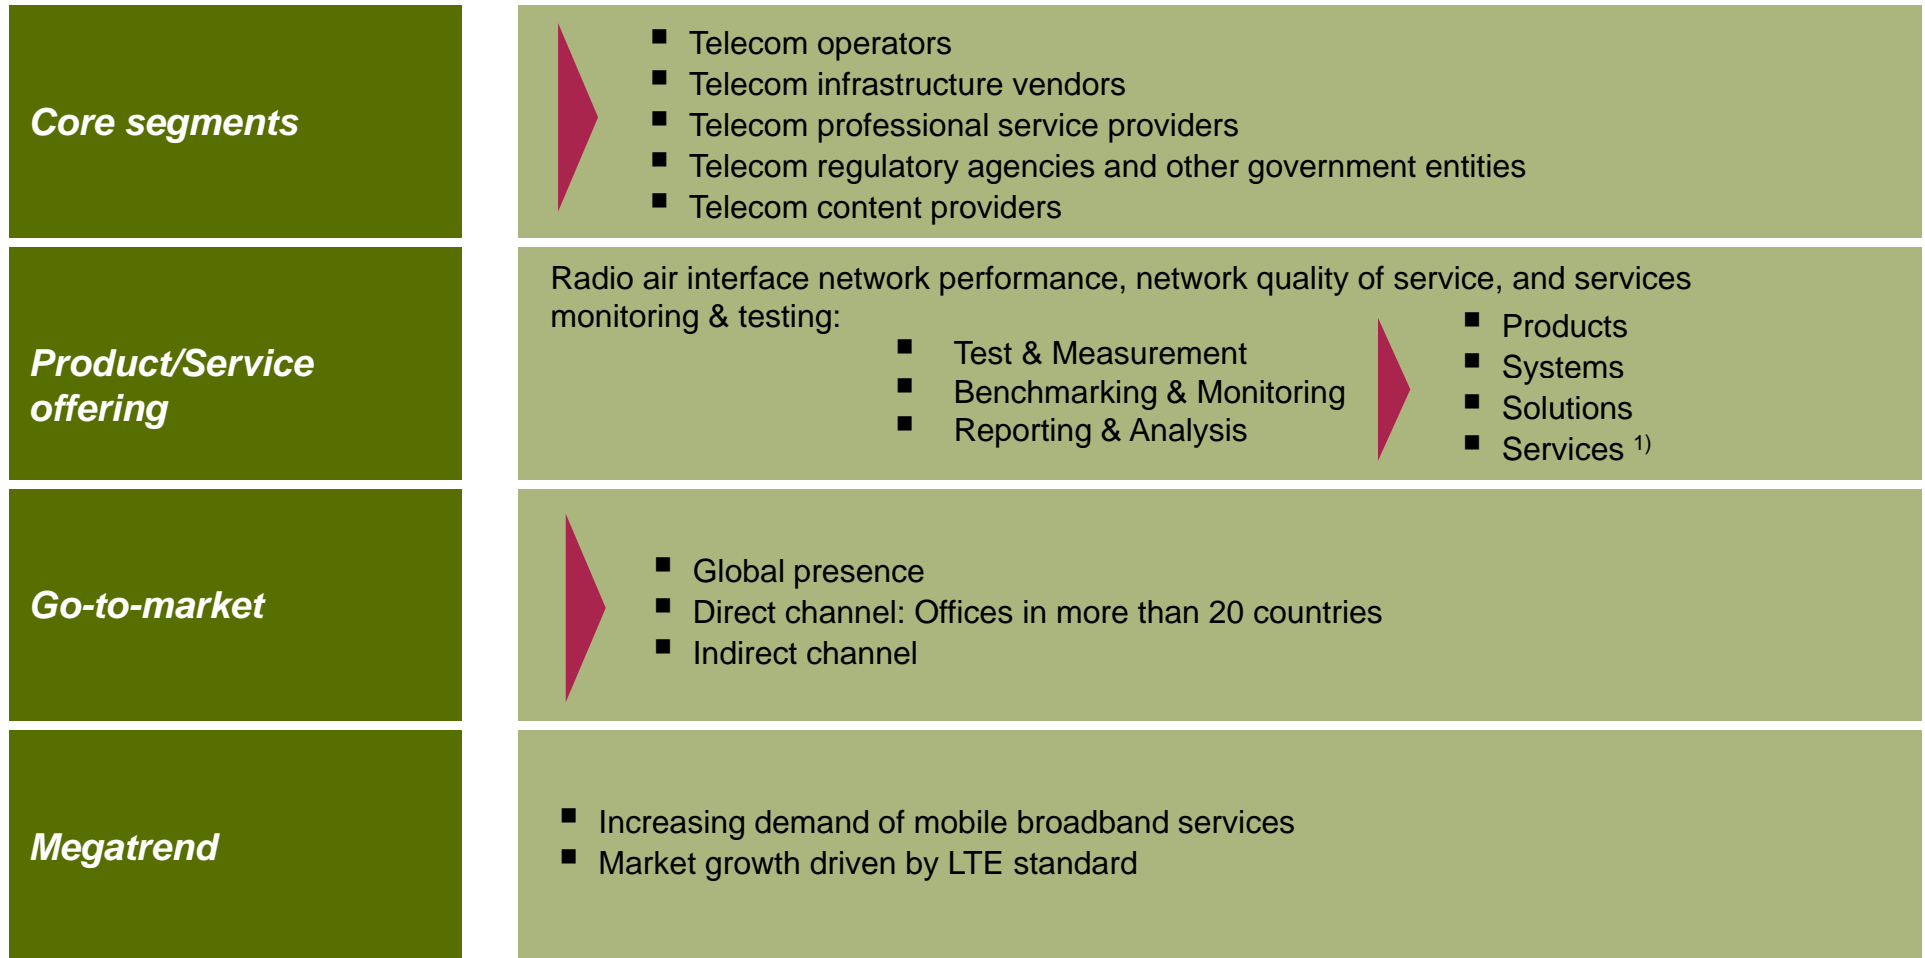 Core segments
■ Telecom operators
■ Telecom infrastructure vendors
■ Telecom professional service providers
■ Telecom regulatory agencies and other government entities
■ Telecom content providers
Product/Service
offering
Radio air interface network performance, network quality of service, and services
monitoring & testing:
■ Test & Measurement
■ Benchmarking & Monitoring
■ Reporting & Analysis
■ Products
■ Systems
■ Solutions
■ Services 1)
Go-to-market
■ Global presence
■ Direct channel: Offices in more than 20 countries
■ Indirect channel
Megatrend
■ Increasing demand of mobile broadband services
■ Market growth driven by LTE standard